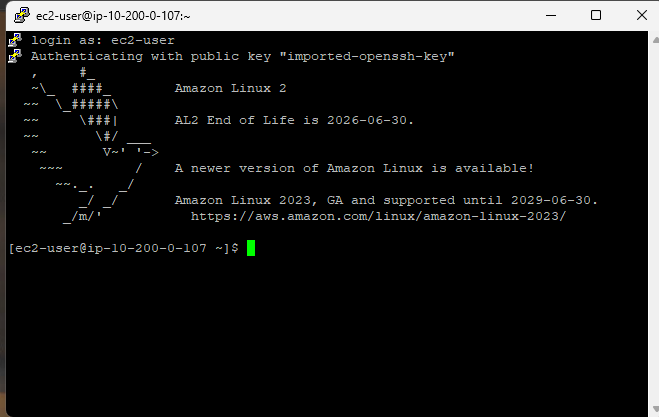 ec2-user@ip-10-200-0-107:~
login as: ec2-user
Authenticating with public key "imported-openssh-key"
   ,     #_
   ~\_  ####_        Amazon Linux 2
  ~~  \_#####\
  ~~     \###|       AL2 End of Life is 2026-06-30.
  ~~       \#/ ___
   ~~       V~' '->
    ~~~         /    A newer version of Amazon Linux is available!
      ~~._.   _/
         _/ _/       Amazon Linux 2023, GA and supported until 2029-06-30.
       _/m/'           https://aws.amazon.com/linux/amazon-linux-2023/
[ec2-user@ip-10-200-0-107 ~]$